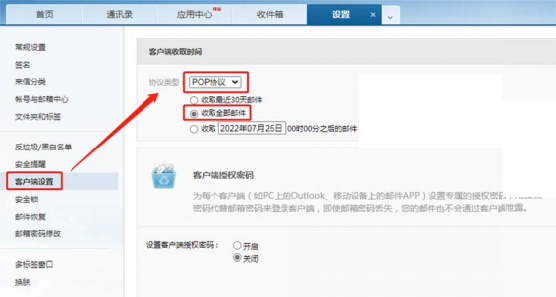 首页 通讯录 应用中心 收件箱 设置 ×
常规设置
签名
来信分类
帐号与邮箱中心
文件夹和标签
反垃圾/黑白名单
安全提醒
客户端设置
安全锁
邮件恢复
邮箱密码修改
多标签窗口
换肤
客户端收取时间
协议类型 POP协议
收取最近30天邮件
收取全部邮件
收取 2022年07月25日 00时00分之后的邮件
客户端授权密码
为每个客户端（如PC上的Outlook、移动设备上的邮件APP）设置专属的授权密码
密码代替邮箱密码来登录客户端，即使邮箱密码丢失，您的邮件也不会通过客户端泄露。
设置客户端授权密码： 开启
关闭